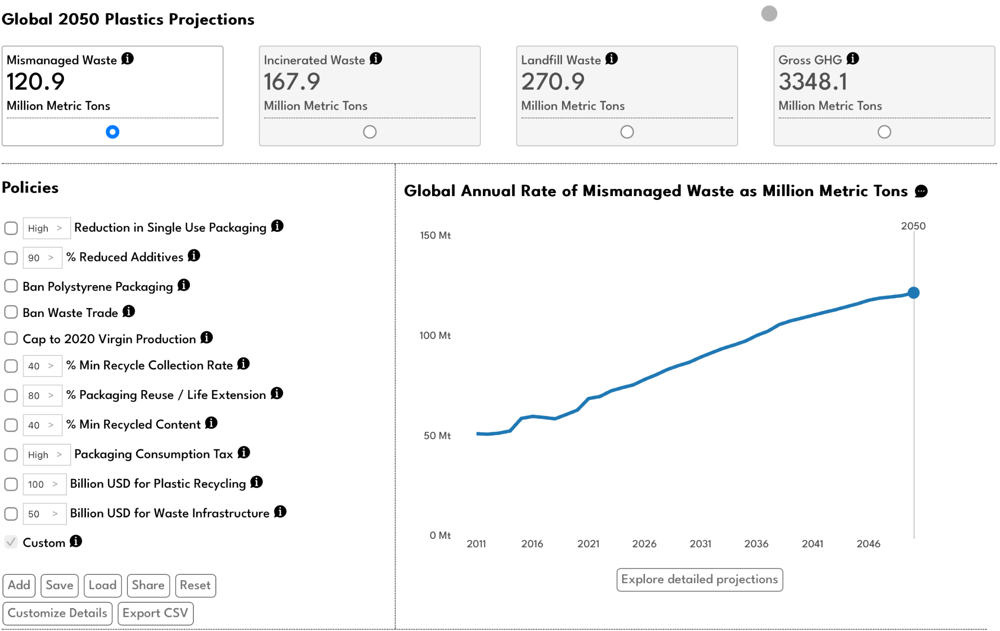 Global 2050 Plastics Projections
Mismanaged Waste
120.9
Million Metric Tons
Incinerated Waste
167.9
Million Metric Tons
Landfill Waste
270.9
Million Metric Tons
Gross GHG
3348.1
Million Metric Tons
Policies
High > Reduction in Single Use Packaging
90 > % Reduced Additives
Ban Polystyrene Packaging
Ban Waste Trade
Cap to 2020 Virgin Production
40 > % Min Recycle Collection Rate
80 > % Packaging Reuse / Life Extension
40 > % Min Recycled Content
High > Packaging Consumption Tax
100 > Billion USD for Plastic Recycling
50 > Billion USD for Waste Infrastructure
Custom
Add Save Load Share Reset
Customize Details Export CSV
Global Annual Rate of Mismanaged Waste as Million Metric Tons
2050
150 Mt
100 Mt
50 Mt
0 Mt
2011 2016 2021 2026 2031 2036 2041 2046
Explore detailed projections